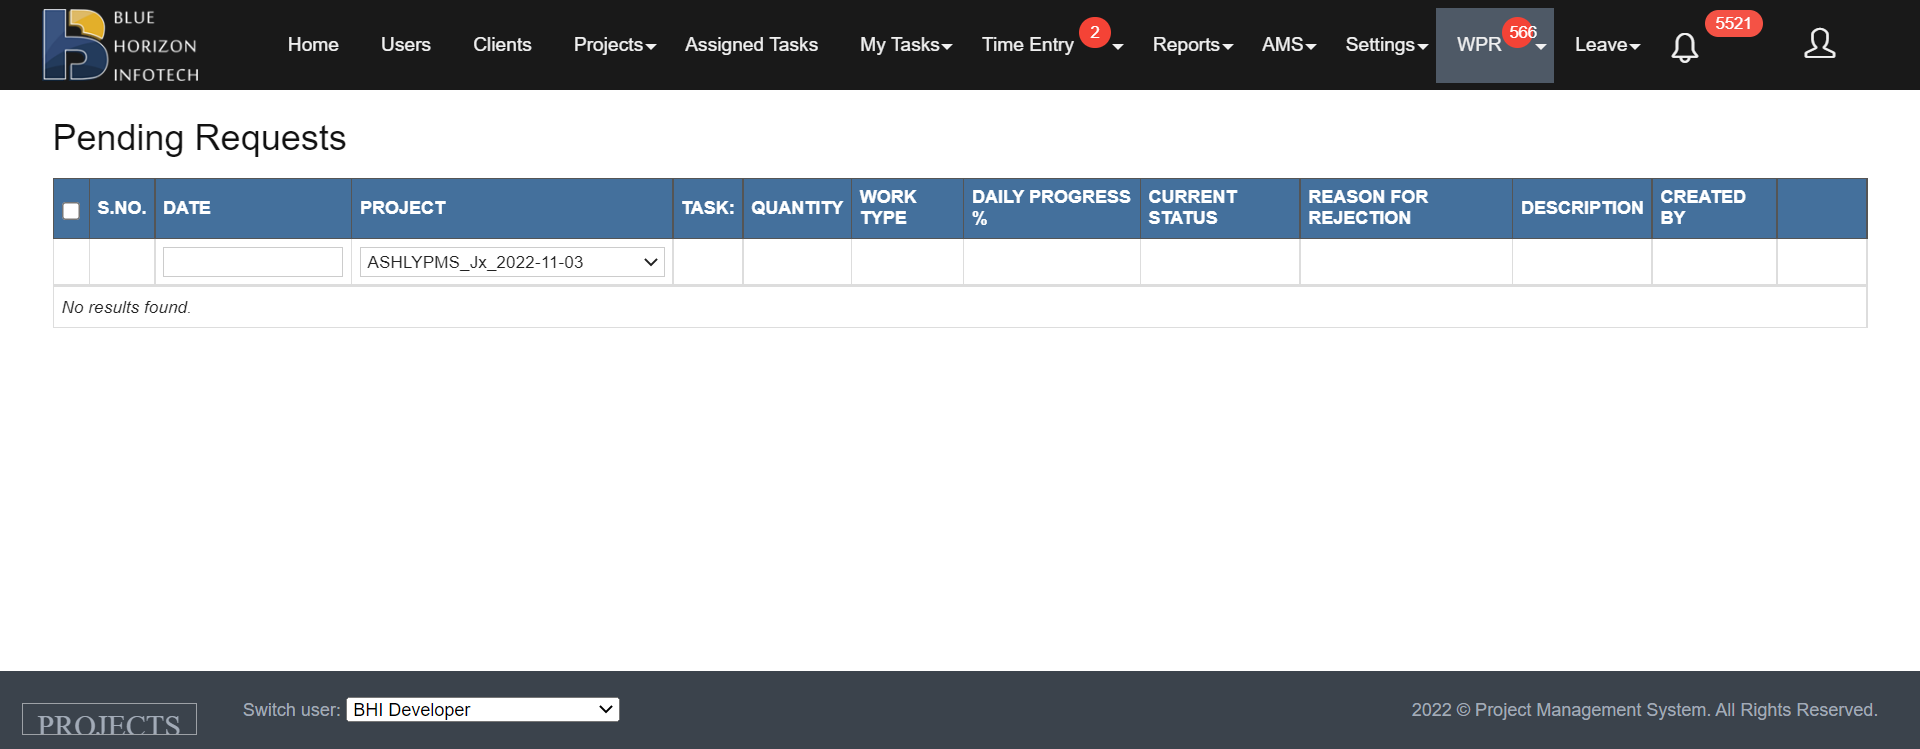 BLUE
HORIZON
INFOTECH
Home Users Clients Projects Assigned Tasks My Tasks Time Entry 2 Reports AMS Settings WPR 566 Leave 5521
Pending Requests
S.NO. DATE PROJECT TASK: QUANTITY WORK TYPE DAILY PROGRESS % CURRENT STATUS REASON FOR REJECTION DESCRIPTION CREATED BY
ASHLYPMS_Jx_2022-11-03
No results found.
PROJECTS Switch user: BHI Developer 2022 © Project Management System. All Rights Reserved.